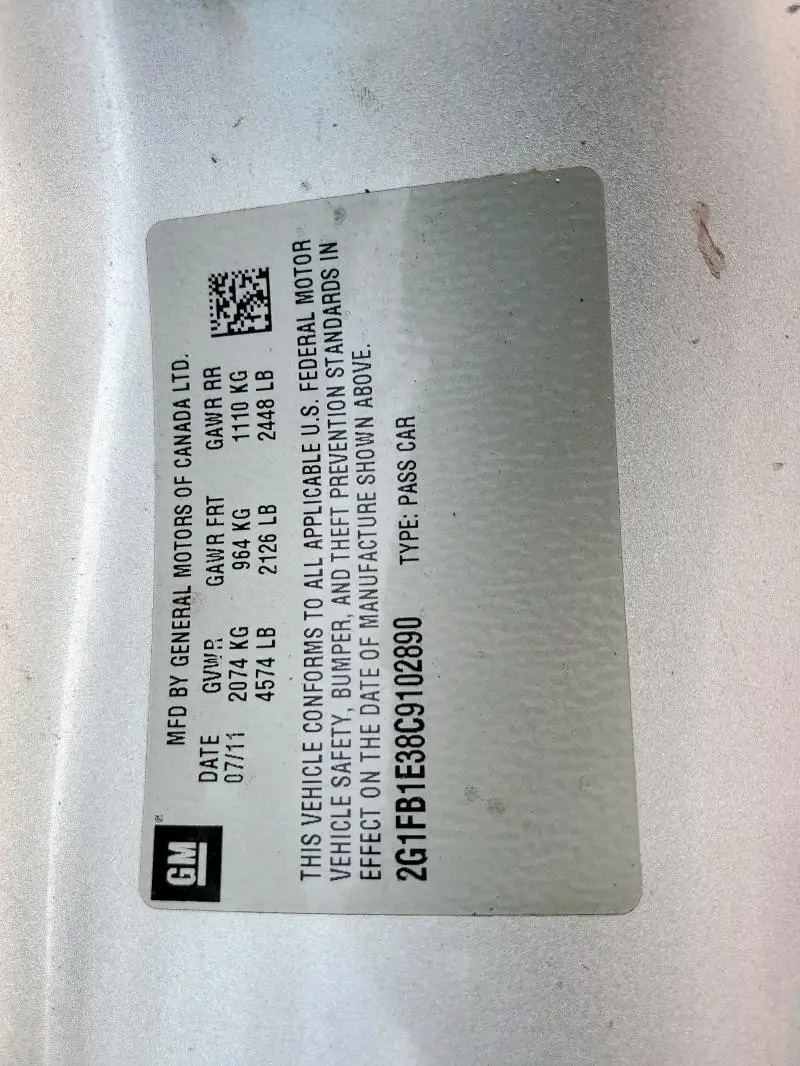 GM®
MFD BY GENERAL MOTORS OF CANADA LTD.
DATE GVWR GAWR FRT GAWR RR
07/11 2074 KG 964 KG 1110 KG
4574 LB 2126 LB 2448 LB
THIS VEHICLE CONFORMS TO ALL APPLICABLE U.S. FEDERAL MOTOR
VEHICLE SAFETY, BUMPER, AND THEFT PREVENTION STANDARDS IN
EFFECT ON THE DATE OF MANUFACTURE SHOWN ABOVE.
2G1FB1E38C9102890 TYPE: PASS CAR